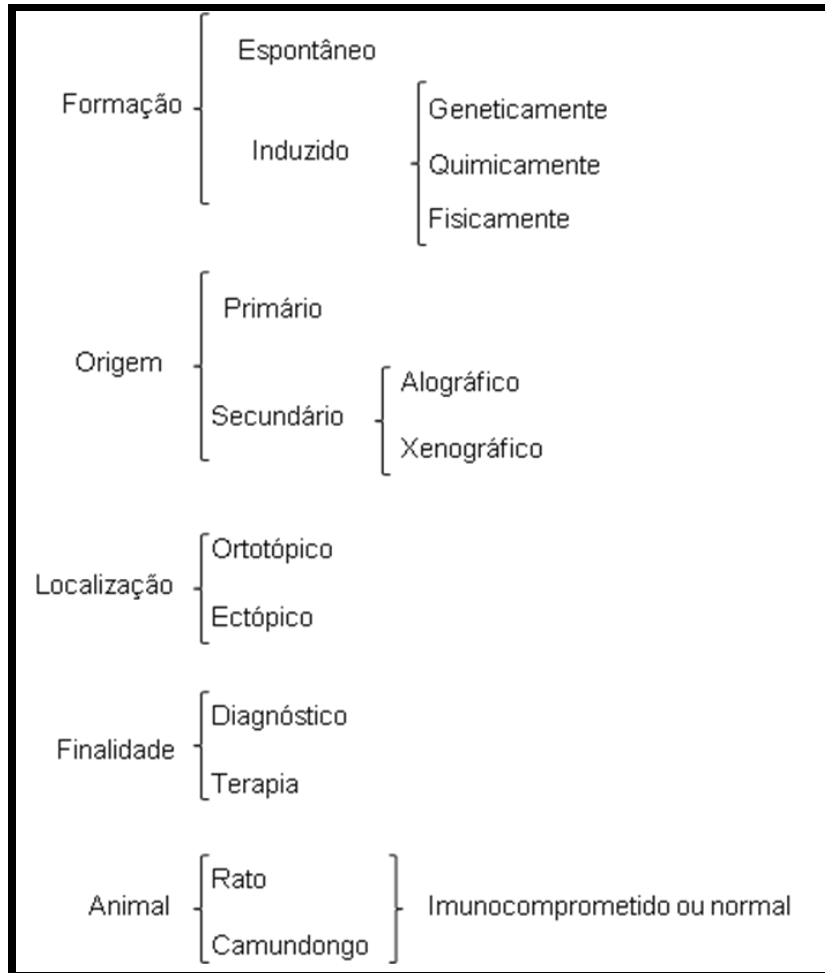 Espontâneo
Formação
Geneticamente
Induzido
Quimicamente
Fisicamente
Primário
Origem
Alográfico
Secundário
Xenográfico
Ortotópico
Localização
Ectópico
Diagnóstico
Finalidade
Terapia
Rato
Animal
Imunocomprometido ou normal
Camundongo